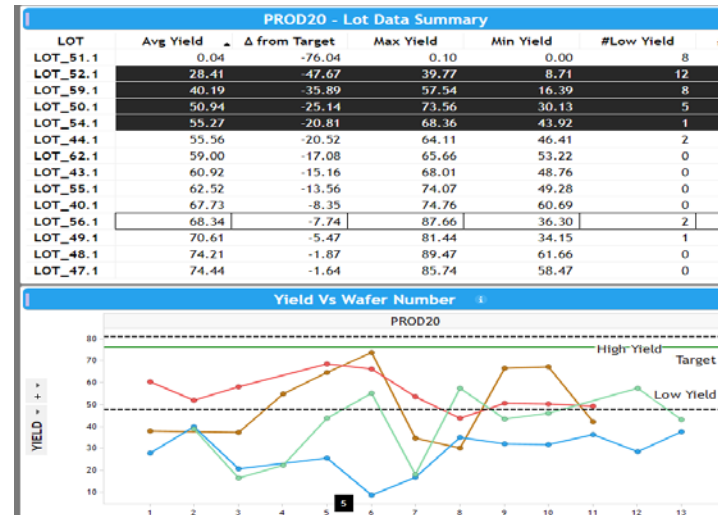 PROD20 - Lot Data Summary
LOT Avg Yield Δ from Target Max Yield Min Yield #Low Yield
LOT_51.1 0.04 -76.04 0.10 0.00 8
LOT_52.1 28.41 -47.67 39.77 8.71 12
LOT_59.1 40.19 -35.89 57.54 16.39 8
LOT_50.1 50.94 -25.14 73.56 30.13 5
LOT_54.1 55.27 -20.81 68.36 43.92 1
LOT_44.1 55.56 -20.52 64.11 46.41 2
LOT_62.1 59.00 -17.08 65.66 53.22 0
LOT_43.1 60.92 -15.16 68.01 48.76 0
LOT_55.1 62.52 -13.56 74.07 49.28 0
LOT_40.1 67.73 -8.35 74.76 60.69 0
LOT_56.1 68.34 -7.74 87.66 36.30 2
LOT_49.1 70.61 -5.47 81.44 34.15 1
LOT_48.1 74.21 -1.87 89.47 61.66 0
LOT_47.1 74.44 -1.64 85.74 58.47 0
Yield Vs Wafer Number i
PROD20
80
High Yield
70
Target
60
Low Yield
50
40
30
20
10
YIELD +
5
1 2 3 4 5 6 7 8 9 10 11 12 13